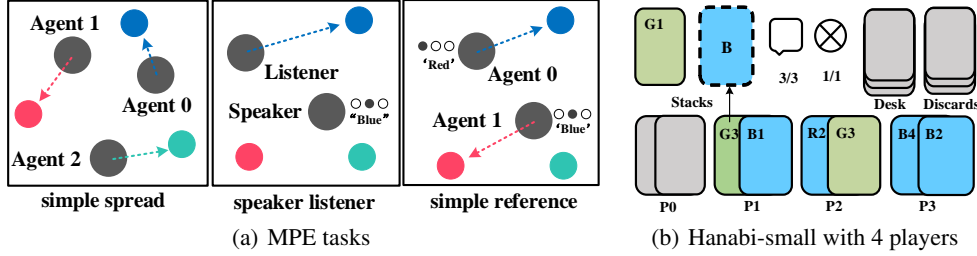 Agent 1
Agent 0
Agent 2
simple spread
Listener
Speaker
“Blue”
speaker listener
‘Red’
Agent 0
Agent 1
‘Blue’
simple reference
(a) MPE tasks
G1
B
3/3
1/1
Stacks
Desk
Discards
G3
B1
R2
G3
B4
B2
P0
P1
P2
P3
(b) Hanabi-small with 4 players